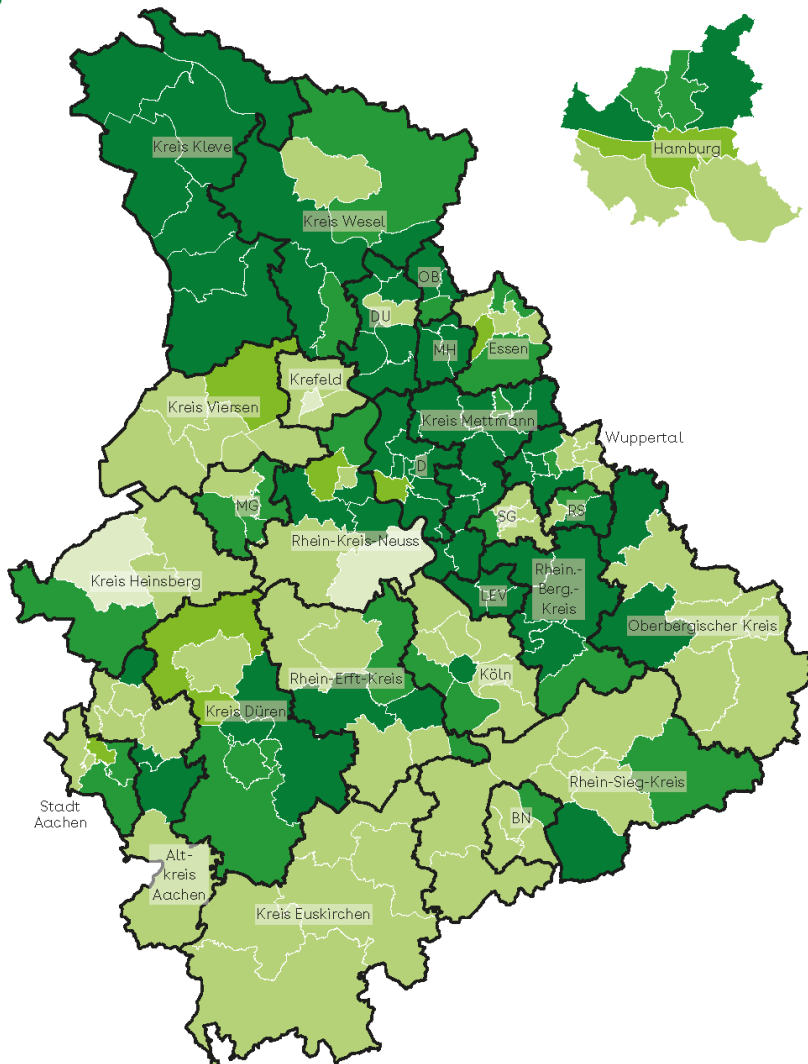 Kreis Kleve
Hamburg
Kreis Wesel
OB
DU
MH
Essen
Krefeld
Kreis Viersen
Kreis Mettmann
Wuppertal
D
MG
SG
RS
Rhein-Kreis-Neuss
Kreis Heinsberg
LEV
Rhein.-
Berg.-
Kreis
Oberbergischer Kreis
Rhein-Erft-Kreis
Köln
Kreis Düren
Rhein-Sieg-Kreis
Stadt
Aachen
BN
Alt-
kreis
Aachen
Kreis Euskirchen